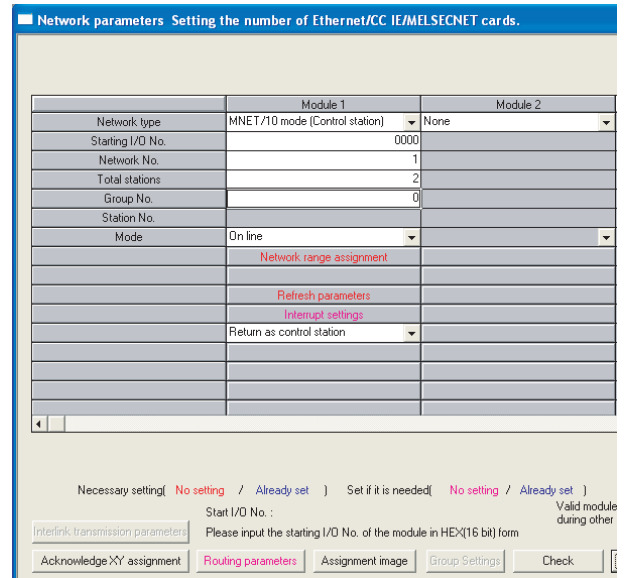 Network parameters Setting the number of Ethernet/CC IE/MELSECNET cards.
Module 1 Module 2
Network type MNET/10 mode (Control station) None
Starting I/O No. 0000
Network No. 1
Total stations 2
Group No. 0
Station No.
Mode On line
Network range assignment
Refresh parameters
Interrupt settings
Return as control station
Necessary setting( No setting / Already set ) Set if it is needed( No setting / Already set )
Start I/O No. : Valid module
during other
Interlink transmission parameters Please input the starting I/O No. of the module in HEX(16 bit) form
Acknowledge XY assignment Routing parameters Assignment image Group Settings Check